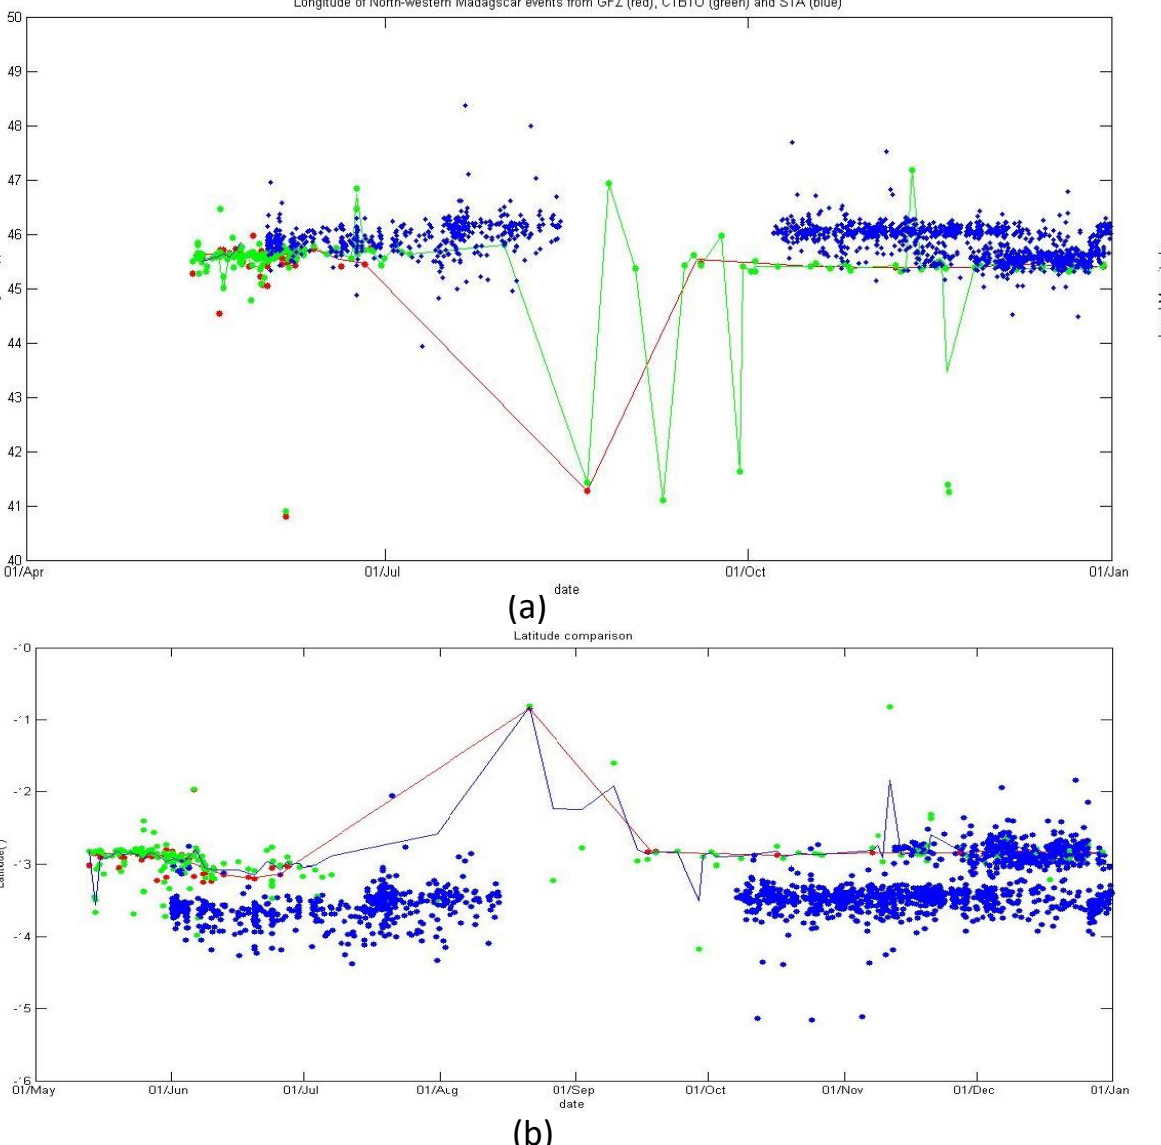 Longitude of North-western Madagscar events from GFZ (red), CTBTO (green) and STA (blue)
50
49
48
47
46
45
44
43
42
41
40
01/Apr
01/Jul
01/Oct
01/Jan
date
(a)
Latitude comparison
-10
-11
-12
-13
-14
-15
-16
01/May
01/Jun
01/Jul
01/Aug
01/Sep
01/Oct
01/Nov
01/Dec
01/Jan
date
(b)